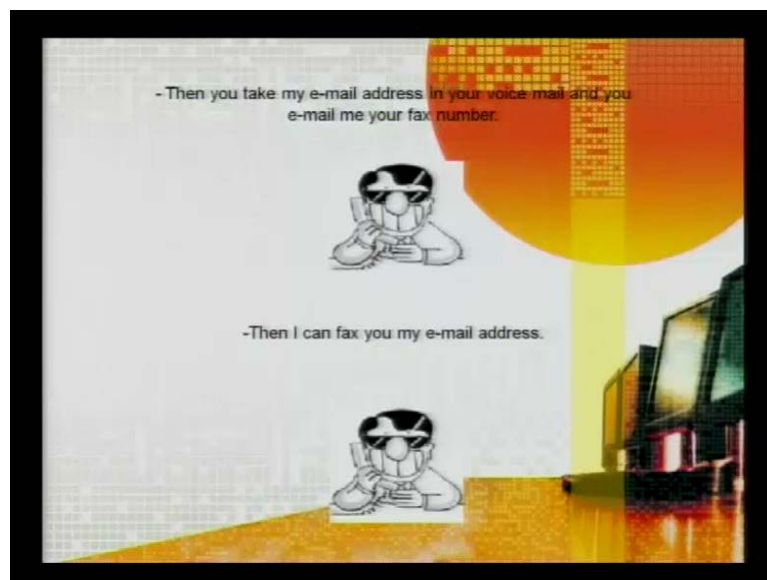 - Then you take my e-mail address in your voice mail and you
e-mail me your fax number.
-Then I can fax you my e-mail address.